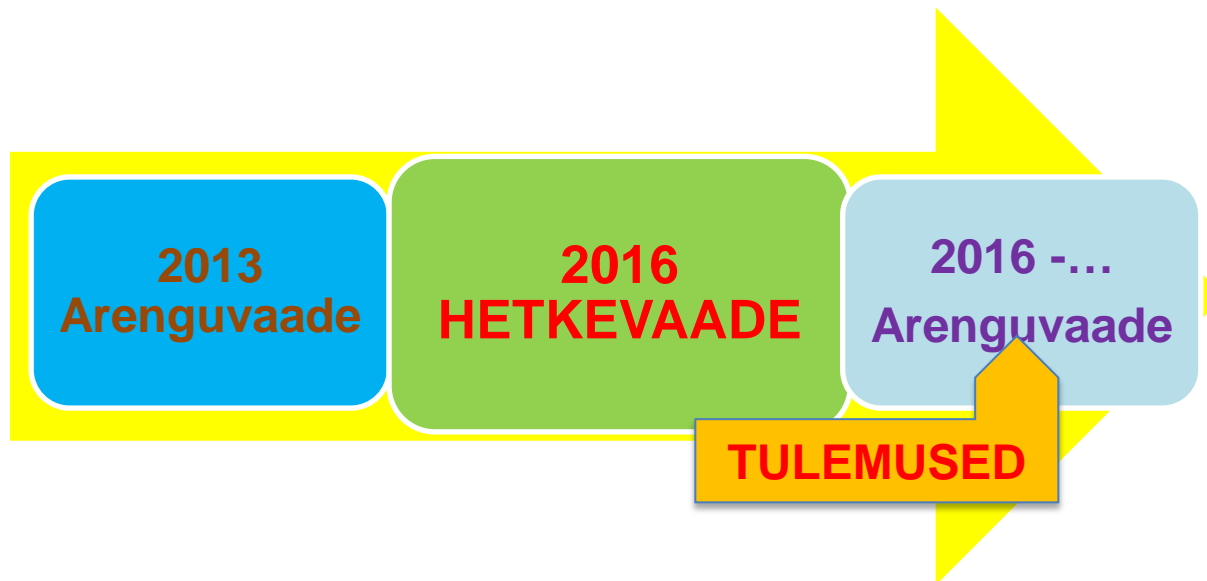 2013
Arenguvaade
2016
HETKEVAADE
2016 -…
Arenguvaade
TULEMUSED